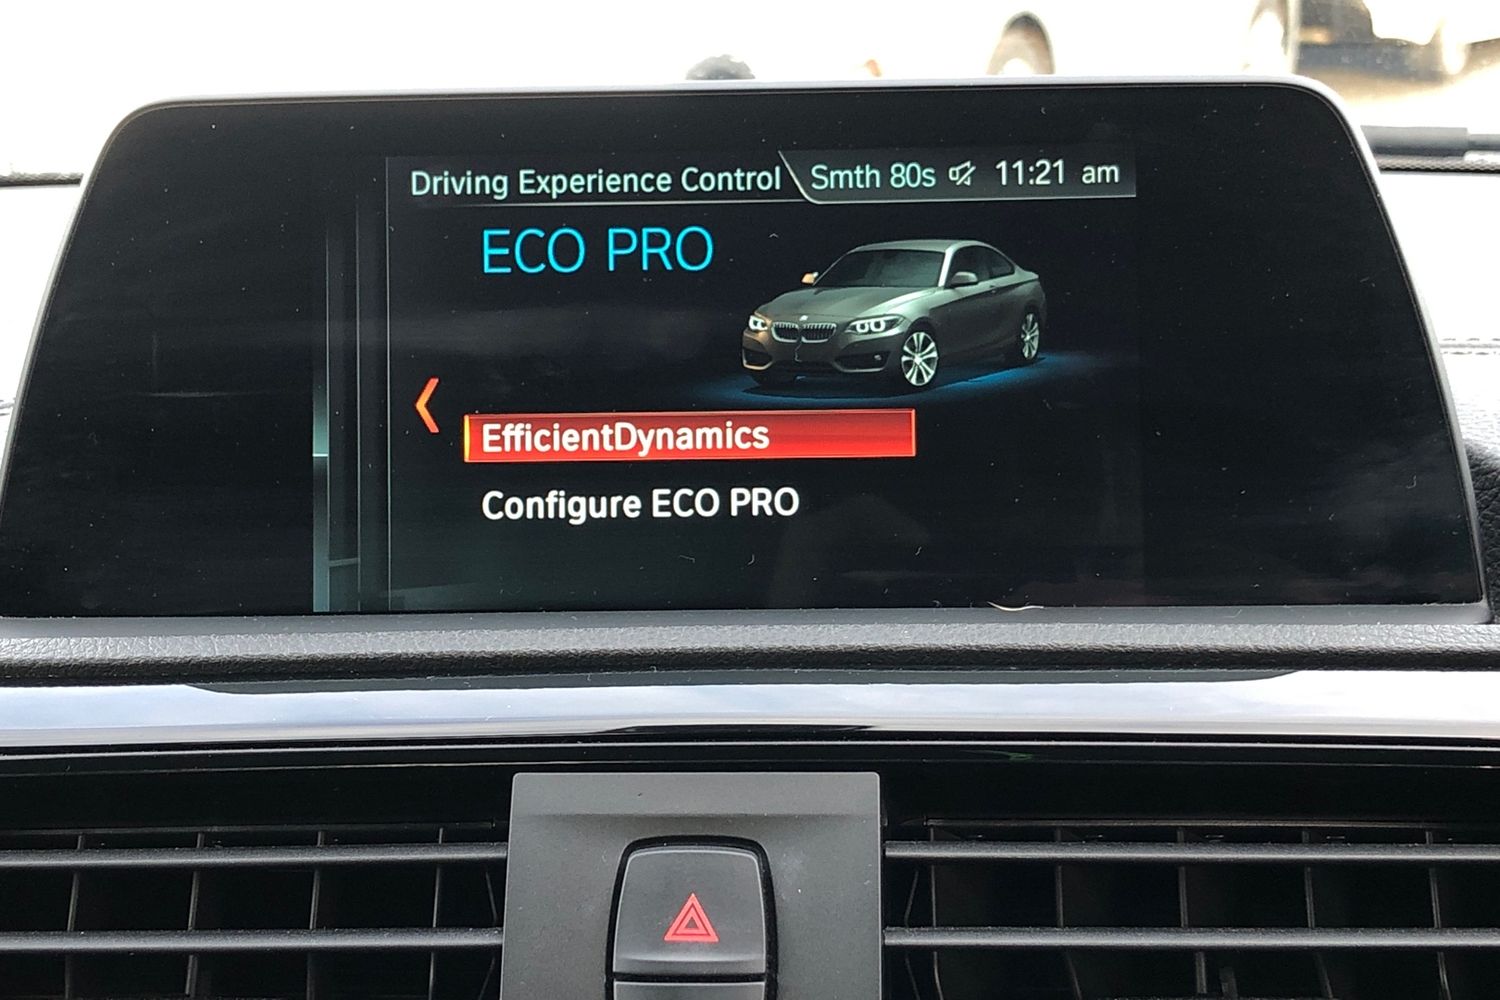 Driving Experience Control Smth 80s 11:21 am
ECO PRO
EfficientDynamics
Configure ECO PRO